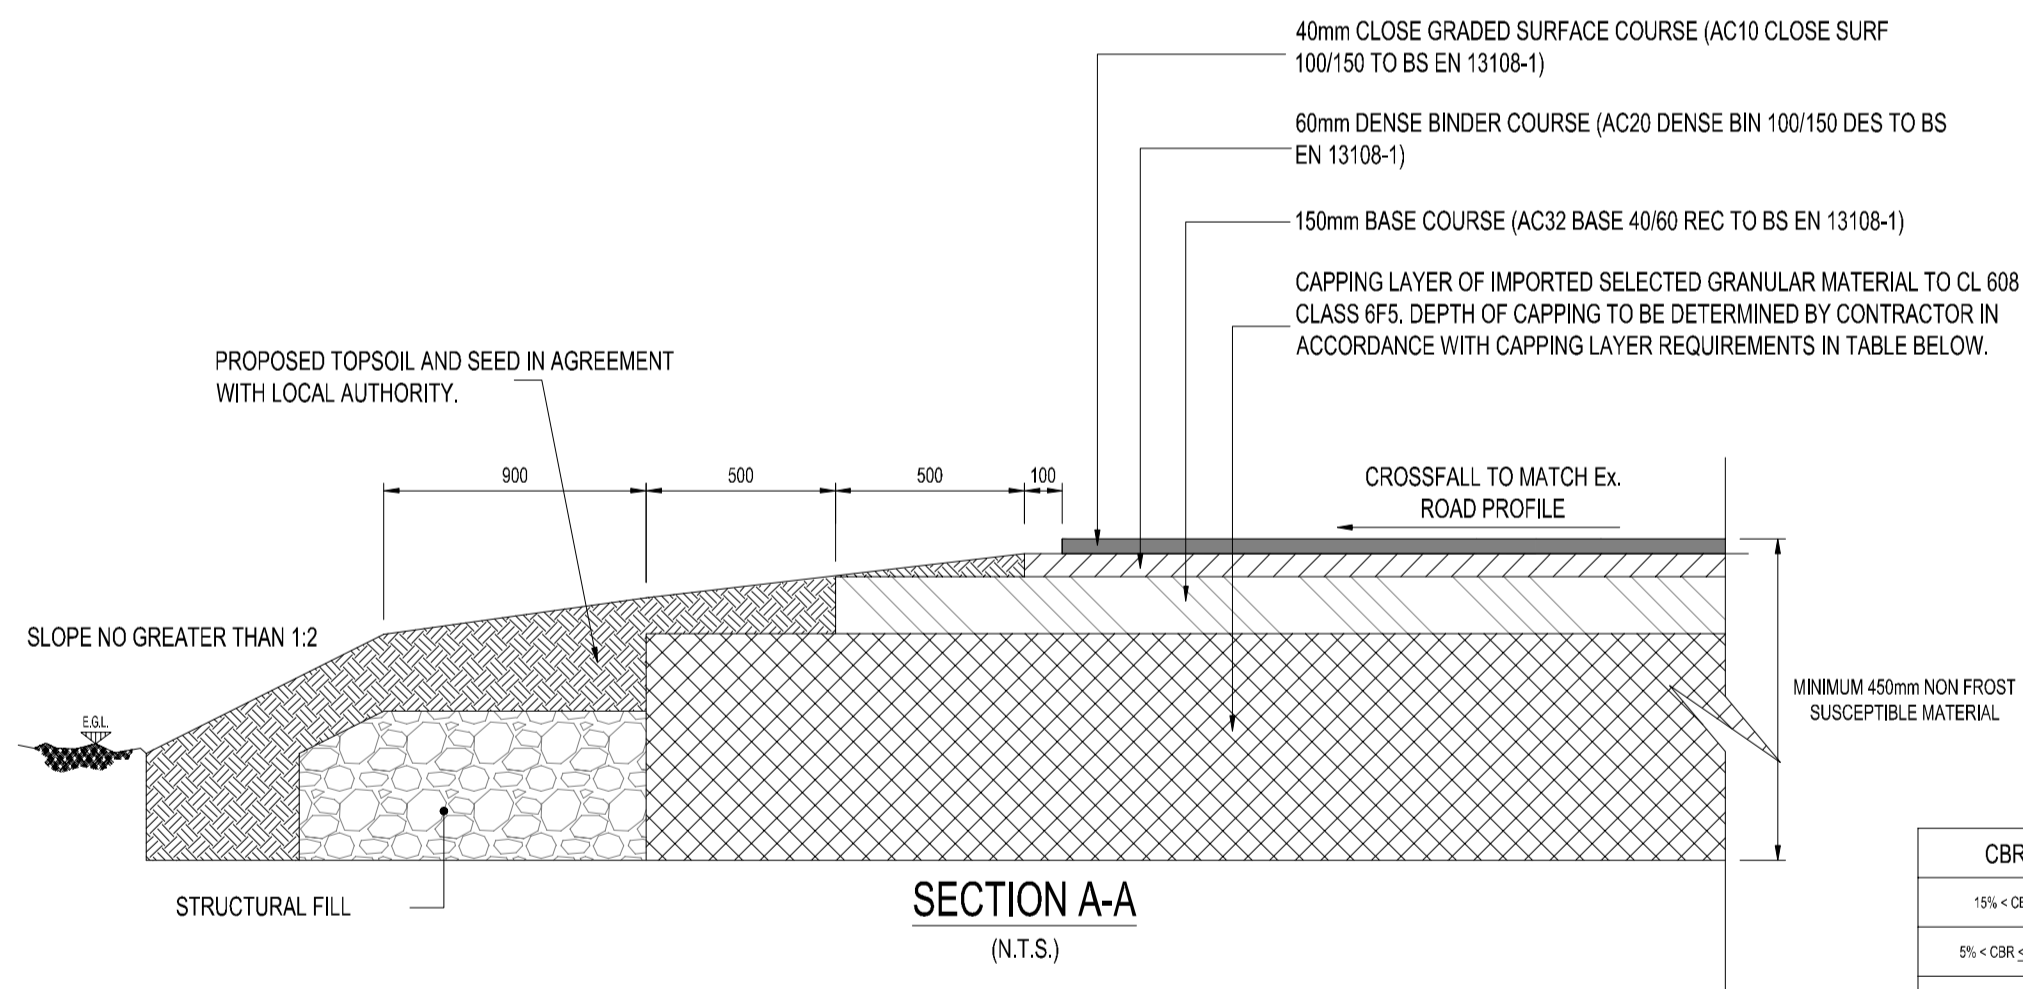 40mm CLOSE GRADED SURFACE COURSE (AC10 CLOSE SURF
100/150 TO BS EN 13108-1)
60mm DENSE BINDER COURSE (AC20 DENSE BIN 100/150 DES TO BS
EN 13108-1)
150mm BASE COURSE (AC32 BASE 40/60 REC TO BS EN 13108-1)
CAPPING LAYER OF IMPORTED SELECTED GRANULAR MATERIAL TO CL 608
CLASS 6F5. DEPTH OF CAPPING TO BE DETERMINED BY CONTRACTOR IN
ACCORDANCE WITH CAPPING LAYER REQUIREMENTS IN TABLE BELOW.
PROPOSED TOPSOIL AND SEED IN AGREEMENT
WITH LOCAL AUTHORITY.
900
500
500
100
CROSSFALL TO MATCH Ex.
ROAD PROFILE
SLOPE NO GREATER THAN 1:2
E.G.L.
MINIMUM 450mm NON FROST
SUSCEPTIBLE MATERIAL
STRUCTURAL FILL
SECTION A-A
(N.T.S.)
CBR
15% <
5% < CBR ≤